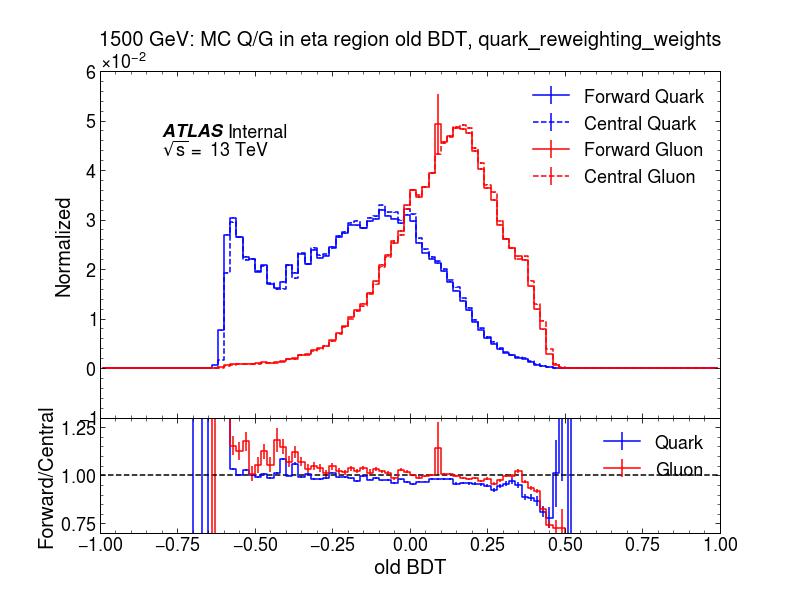 1500 GeV: MC Q/G in eta region old BDT, quark_reweighting_weights
×10⁻²
6
5
4
3
2
1
0
−1
Normalized
ATLAS Internal
√s = 13 TeV
Forward Quark
Central Quark
Forward Gluon
Central Gluon
1.25
1.00
0.75
Forward/Central
Quark
Gluon
−1.00 −0.75 −0.50 −0.25 0.00 0.25 0.50 0.75 1.00
old BDT